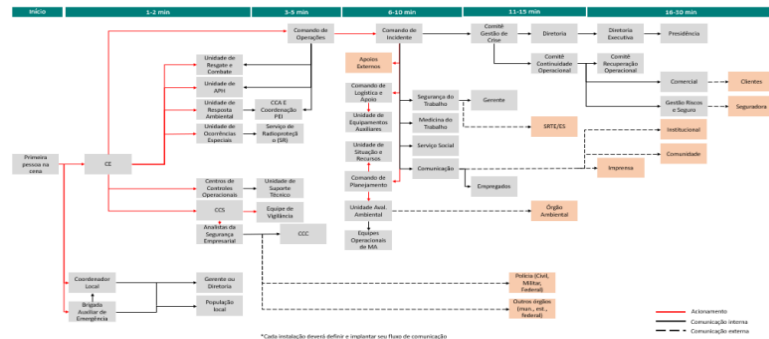 Início
1-2 min
3-5 min
6-10 min
11-15 min
16-30 min
Comando de
Operações
Comando de
Incidente
Comitê
Gestão de
Crise
Diretoria
Diretoria
Executiva
Presidência
Unidade de
Resgate e
Combate
Apoios
Externos
Comitê
Continuidade
Operacional
Comitê
Recuperação
Operacional
Unidade de
APH
Comando de
Logística e
Apoio
Comercial
Clientes
Unidade de
Resposta
Ambiental
CCA E
Coordenação
PEI
Segurança do
Trabalho
Gerente
Gestão Riscos
e Seguro
Seguradora
Unidade de
Equipamentos
Auxiliares
Medicina do
Trabalho
SRTE/ES
Institucional
Unidade de
Ocorrências
Especiais
Serviço de
Radioproteçã
o (SR)
Unidade de
Situação e
Recursos
Serviço Social
Comunidade
Primeira
pessoa na
cena
CE
Comunicação
Imprensa
Centros de
Controles
Operacionais
Unidade de
Suporte
Técnico
Comando de
Planejamento
Empregados
CCS
Equipe de
Vigilância
Unidade Aval.
Ambiental
Órgão
Ambiental
Analistas da
Segurança
Empresarial
CCC
Equipes
Operacionais
de MA
Coordenador
Local
Gerente ou
Diretoria
Polícia (Civil,
Militar,
Federal)
Brigada
Auxiliar de
Emergência
População
local
Outros órgãos
(mun., est.,
federal)
Acionamento
Comunicação interna
Comunicação externa
*Cada instalação deverá definir e implantar seu fluxo de comunicação